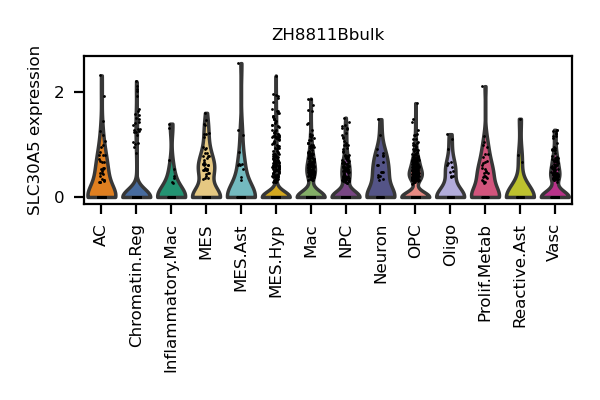 ZH8811Bbulk
SLC30A5 expression
2
0
AC
Chromatin.Reg
Inflammatory.Mac
MES
MES.Ast
MES.Hyp
Mac
NPC
Neuron
OPC
Oligo
Prolif.Metab
Reactive.Ast
Vasc